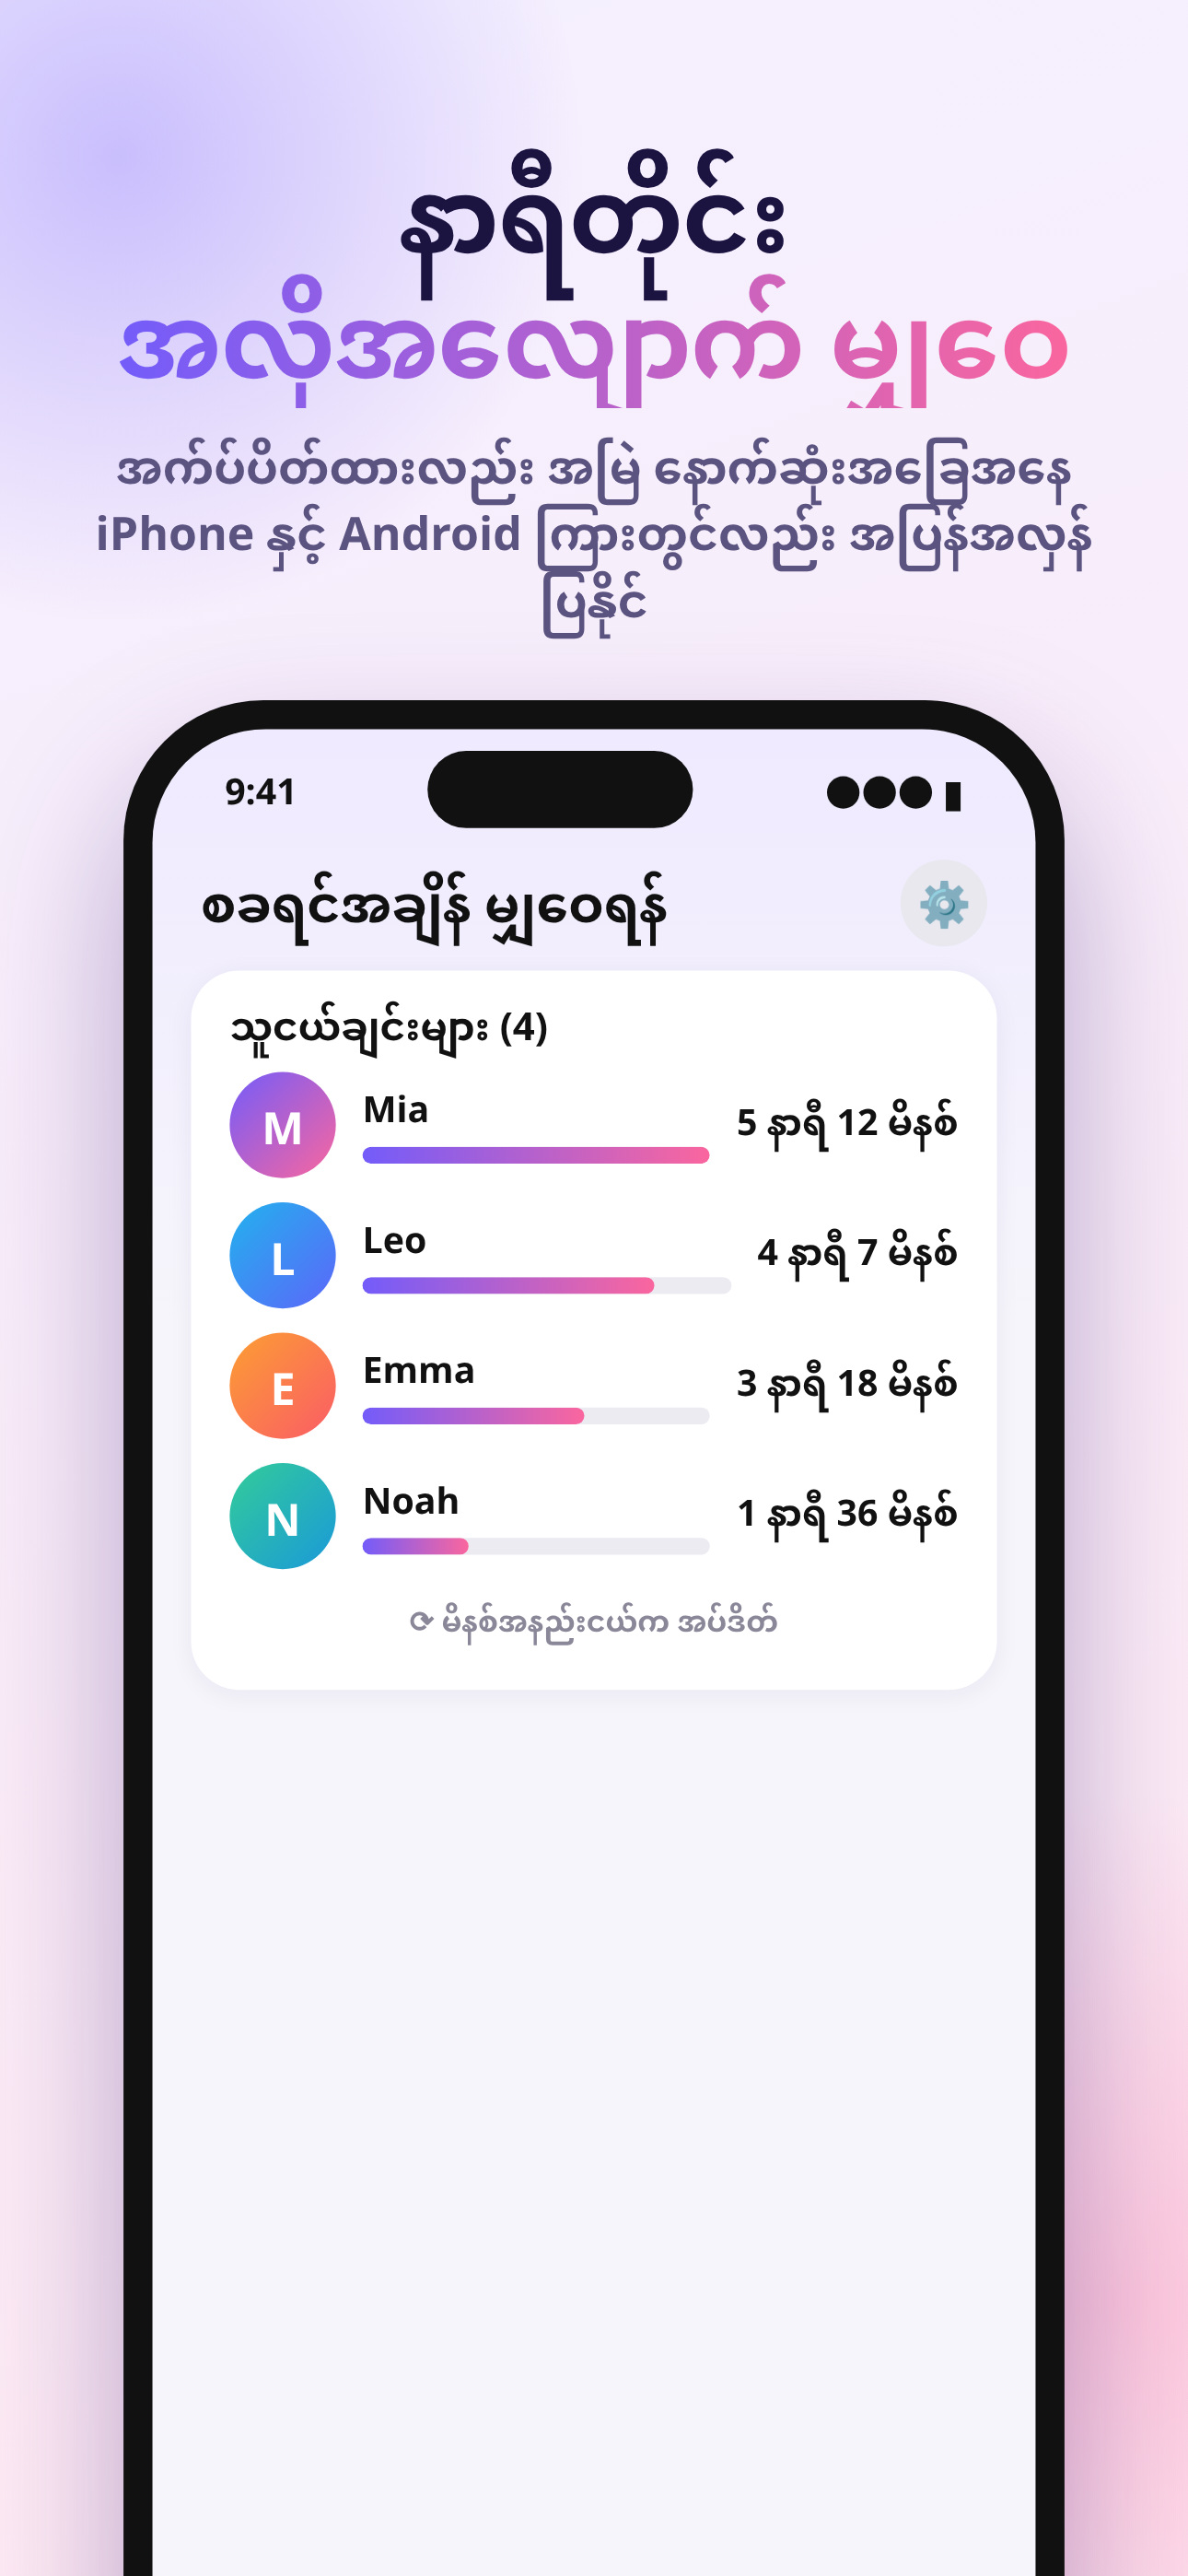 နာရီတိုင်း
အလိုအလျောက် မျှဝေ
အက်ပ်ပိတ်ထားလည်း အမြဲ နောက်ဆုံးအခြေအနေ
iPhone နှင့် Android ကြားတွင်လည်း အပြန်အလှန်
ပြနိုင်
9:41
စခရင်အချိန် မျှဝေရန်
သူငယ်ချင်းများ (4)
M
Mia
5 နာရီ 12 မိနစ်
L
Leo
4 နာရီ 7 မိနစ်
E
Emma
3 နာရီ 18 မိနစ်
N
Noah
1 နာရီ 36 မိနစ်
⟳ မိနစ်အနည်းငယ်က အပ်ဒိတ်